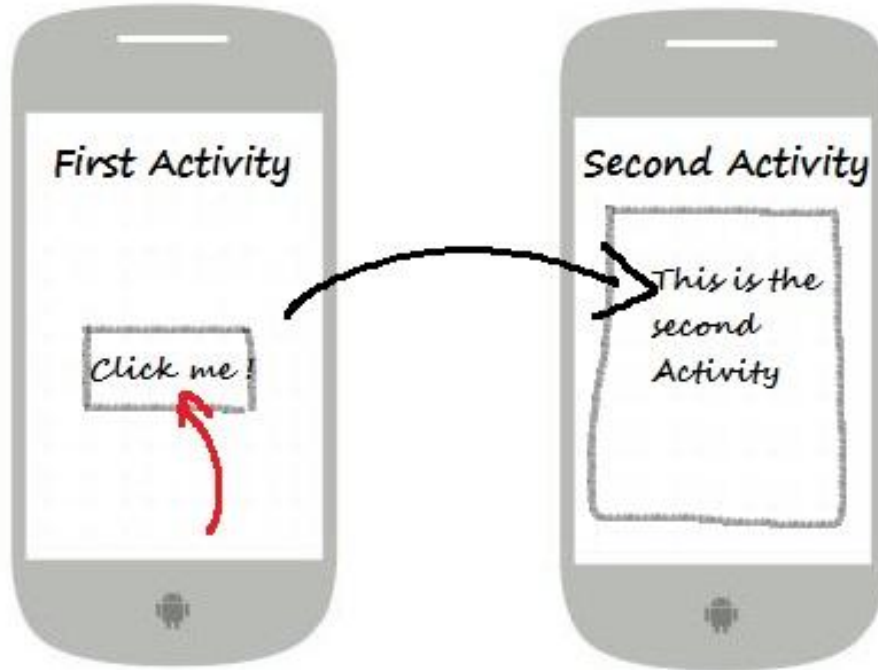 First Activity
Click me !
Second Activity
This is the
second
Activity